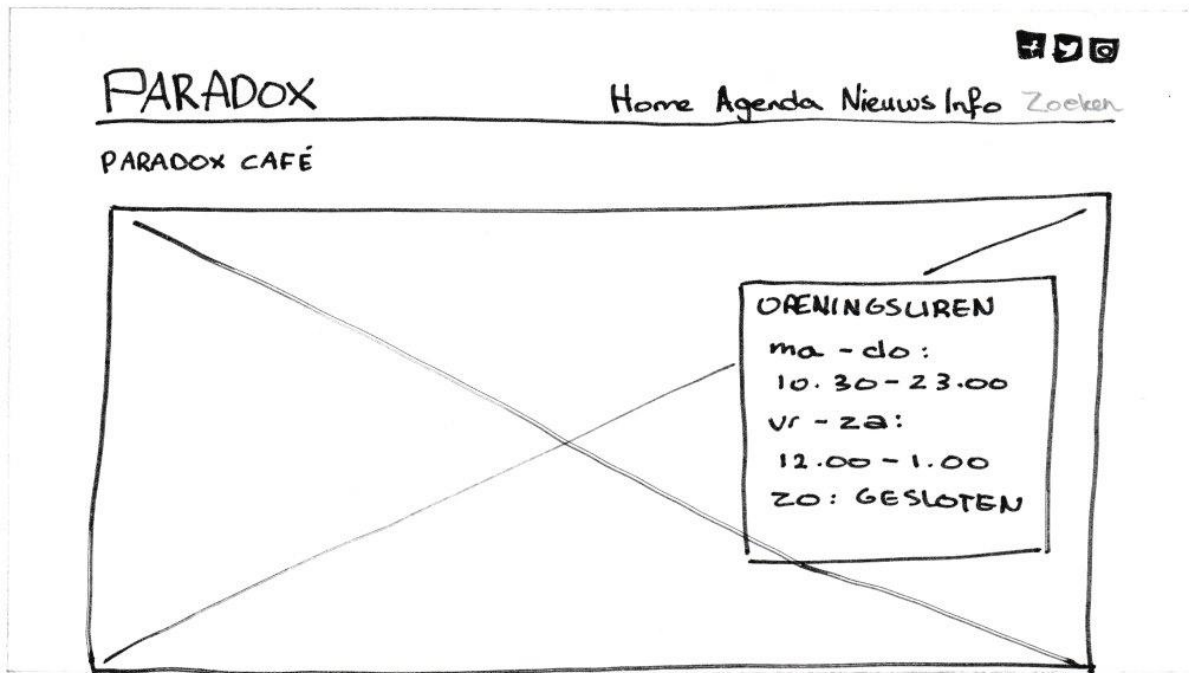 PARADOX
Home Agenda Nieuws Info Zoeken
PARADOX CAFÉ
OPENINGSUREN
ma - do:
10.30 - 23.00
vr - za:
12.00 - 1.00
ZO: GESLOTEN